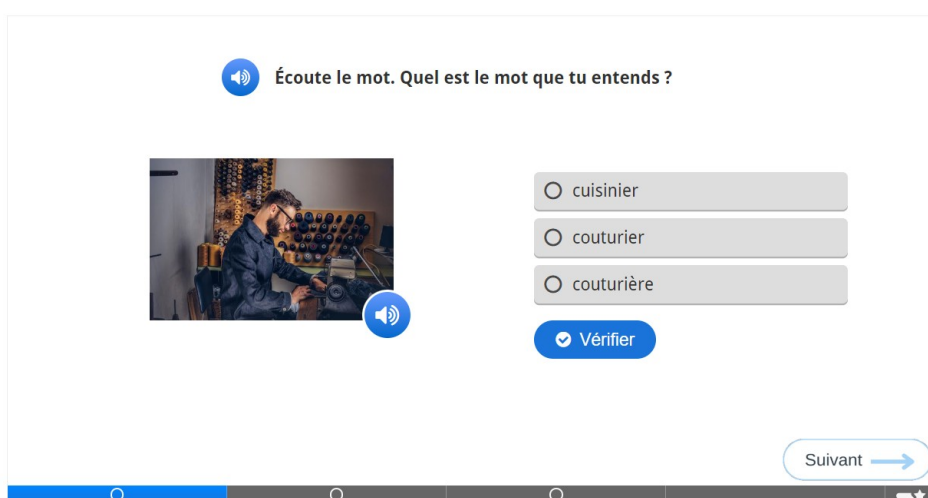 Écoute le mot. Quel est le mot que tu entends ?
cuisinier
couturier
couturière
Vérifier
Suivant